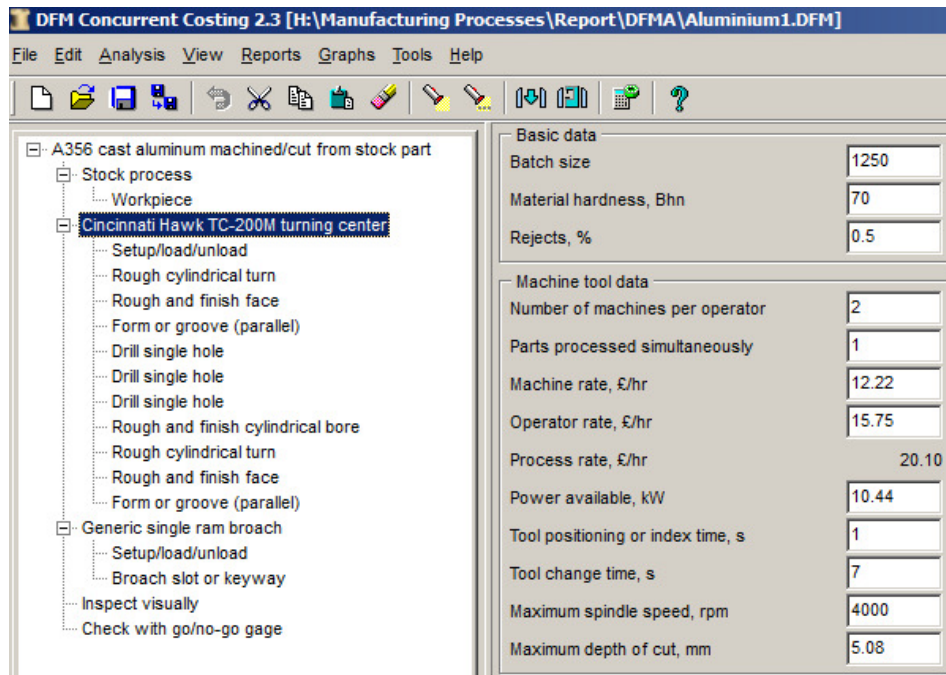 DFM Concurrent Costing 2.3 [H:\Manufacturing Processes\Report\DFMA\Aluminium1.DFM]
File Edit Analysis View Reports Graphs Tools Help
A356 cast aluminum machined/cut from stock part
Stock process
Workpiece
Cincinnati Hawk TC-200M turning center
Setup/load/unload
Rough cylindrical turn
Rough and finish face
Form or groove (parallel)
Drill single hole
Drill single hole
Drill single hole
Rough and finish cylindrical bore
Rough cylindrical turn
Rough and finish face
Form or groove (parallel)
Generic single ram broach
Setup/load/unload
Broach slot or keyway
Inspect visually
Check with go/no-go gage
Basic data
Batch size 1250
Material hardness, Bhn 70
Rejects, % 0.5
Machine tool data
Number of machines per operator 2
Parts processed simultaneously 1
Machine rate, £/hr 12.22
Operator rate, £/hr 15.75
Process rate, £/hr 20.10
Power available, kW 10.44
Tool positioning or index time, s 1
Tool change time, s 7
Maximum spindle speed, rpm 4000
Maximum depth of cut, mm 5.08